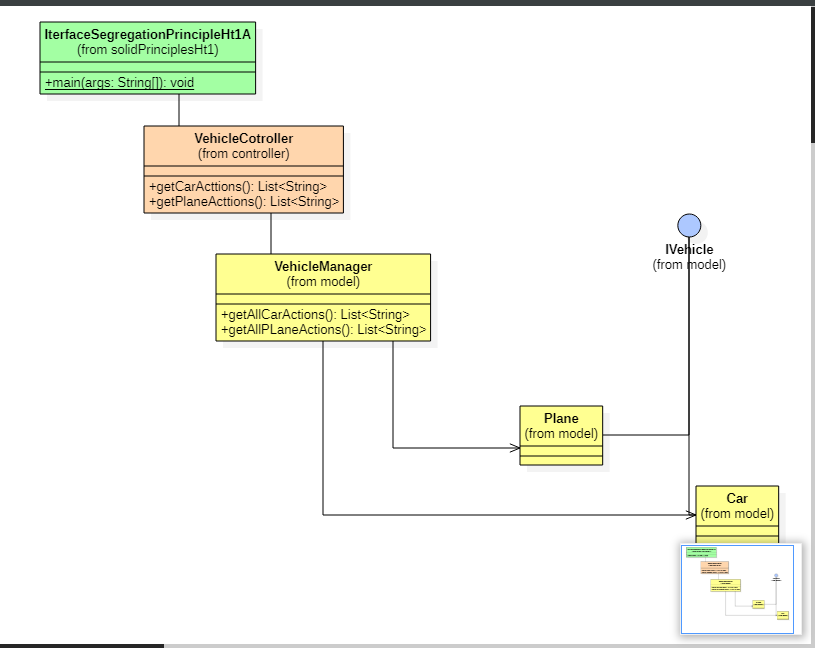 IterfaceSegregationPrincipleHt1A
(from solidPrinciplesHt1)
+main(args: String[]): void
VehicleCotroller
(from controller)
+getCarActtions(): List<String>
+getPlaneActtions(): List<String>
VehicleManager
(from model)
+getAllCarActions(): List<String>
+getAllPLaneActions(): List<String>
IVehicle
(from model)
Plane
(from model)
Car
(from model)